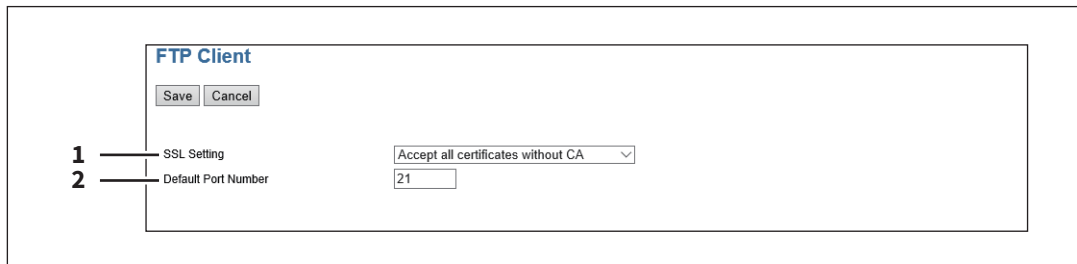 FTP Client
Save Cancel
1 SSL Setting Accept all certificates without CA
2 Default Port Number 21